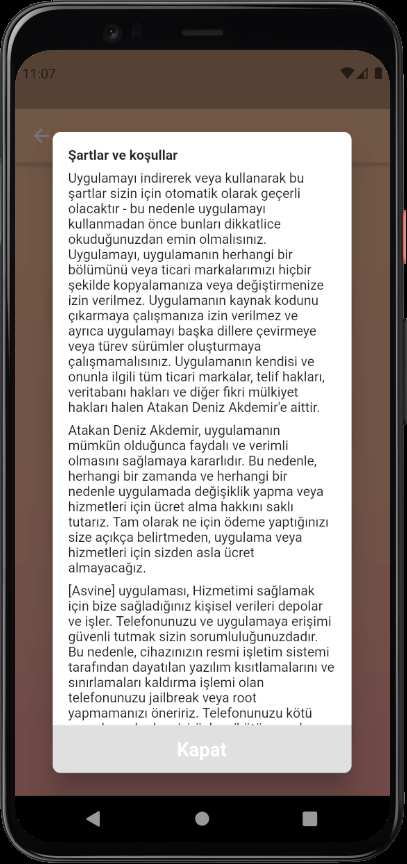 11:07
Şartlar ve koşullar
Uygulamayı indirerek veya kullanarak bu
şartlar sizin için otomatik olarak geçerli
olacaktır - bu nedenle uygulamayı
kullanmadan önce bunları dikkatlice
okuduğunuzdan emin olmalısınız.
Uygulamayı, uygulamanın herhangi bir
bölümünü veya ticari markalarımızı hiçbir
şekilde kopyalamanıza veya değiştirmenize
izin verilmez. Uygulamanın kaynak kodunu
çıkarmaya çalışmanıza izin verilmez ve
ayrıca uygulamayı başka dillere çevirmeye
veya türev sürümler oluşturmaya
çalışmamalısınız. Uygulamanın kendisi ve
onunla ilgili tüm ticari markalar, telif hakları,
veritabanı hakları ve diğer fikri mülkiyet
hakları halen Atakan Deniz Akdemir'e aittir.
Atakan Deniz Akdemir, uygulamanın
mümkün olduğunca faydalı ve verimli
olmasını sağlamaya kararlıdır. Bu nedenle,
herhangi bir zamanda ve herhangi bir
nedenle uygulamada değişiklik yapma veya
hizmetleri için ücret alma hakkını saklı
tutarız. Tam olarak ne için ödeme yaptığınızı
size açıkça belirtmeden, uygulama veya
hizmetleri için sizden asla ücret
almayacağız.
[Asvine] uygulaması, Hizmetimi sağlamak
için bize sağladığınız kişisel verileri depolar
ve işler. Telefonunuzu ve uygulamaya erişimi
güvenli tutmak sizin sorumluluğunuzdadır.
Bu nedenle, cihazınızın resmi işletim sistemi
tarafından dayatılan yazılım kısıtlamalarını ve
sınırlamaları kaldırma işlemi olan
telefonunuzu jailbreak veya root
yapmamanızı öneririz. Telefonunuzu kötü
Kapat